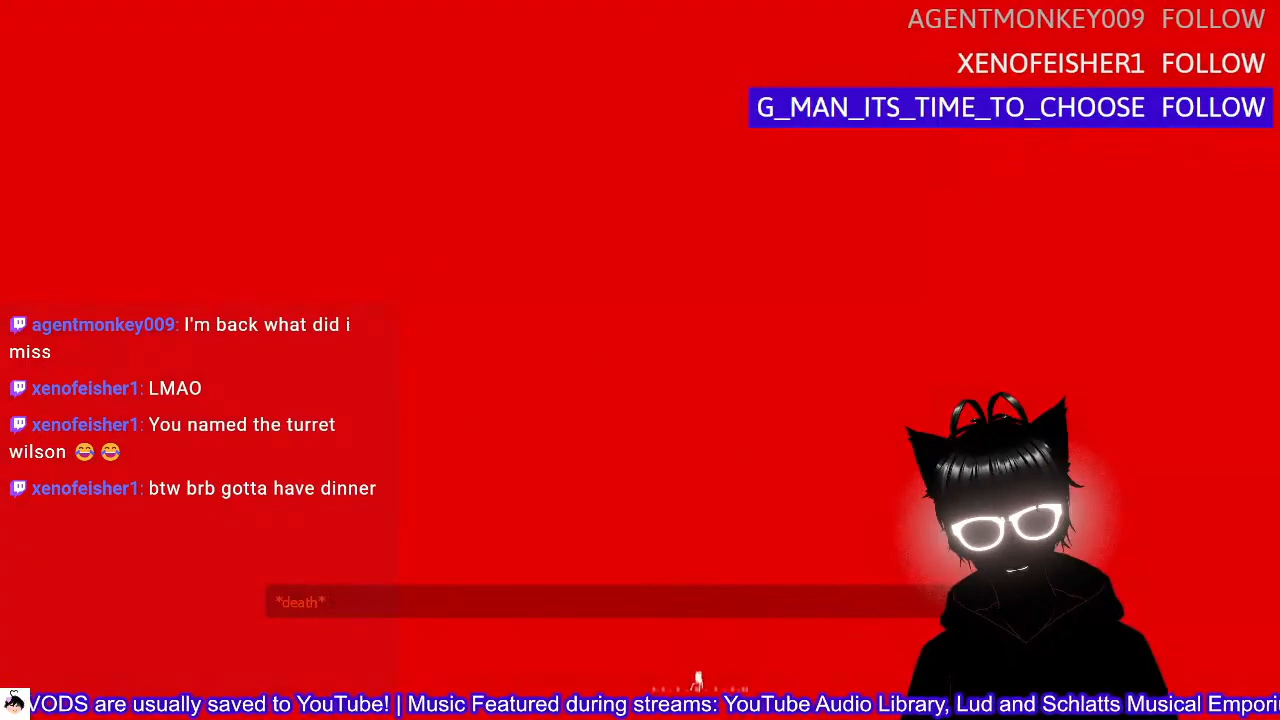 AGENTMONKEY009 FOLLOW
XENOFEISHER1 FOLLOW
G_MAN_ITS_TIME_TO_CHOOSE FOLLOW
agentmonkey009: I'm back what did i
miss
xenofeisher1: LMAO
xenofeisher1: You named the turret
wilson 😂 😂
xenofeisher1: btw brb gotta have dinner
*death*
VODS are usually saved to YouTube! | Music Featured during streams: YouTube Audio Library, Lud and Schlatts Musical Empori